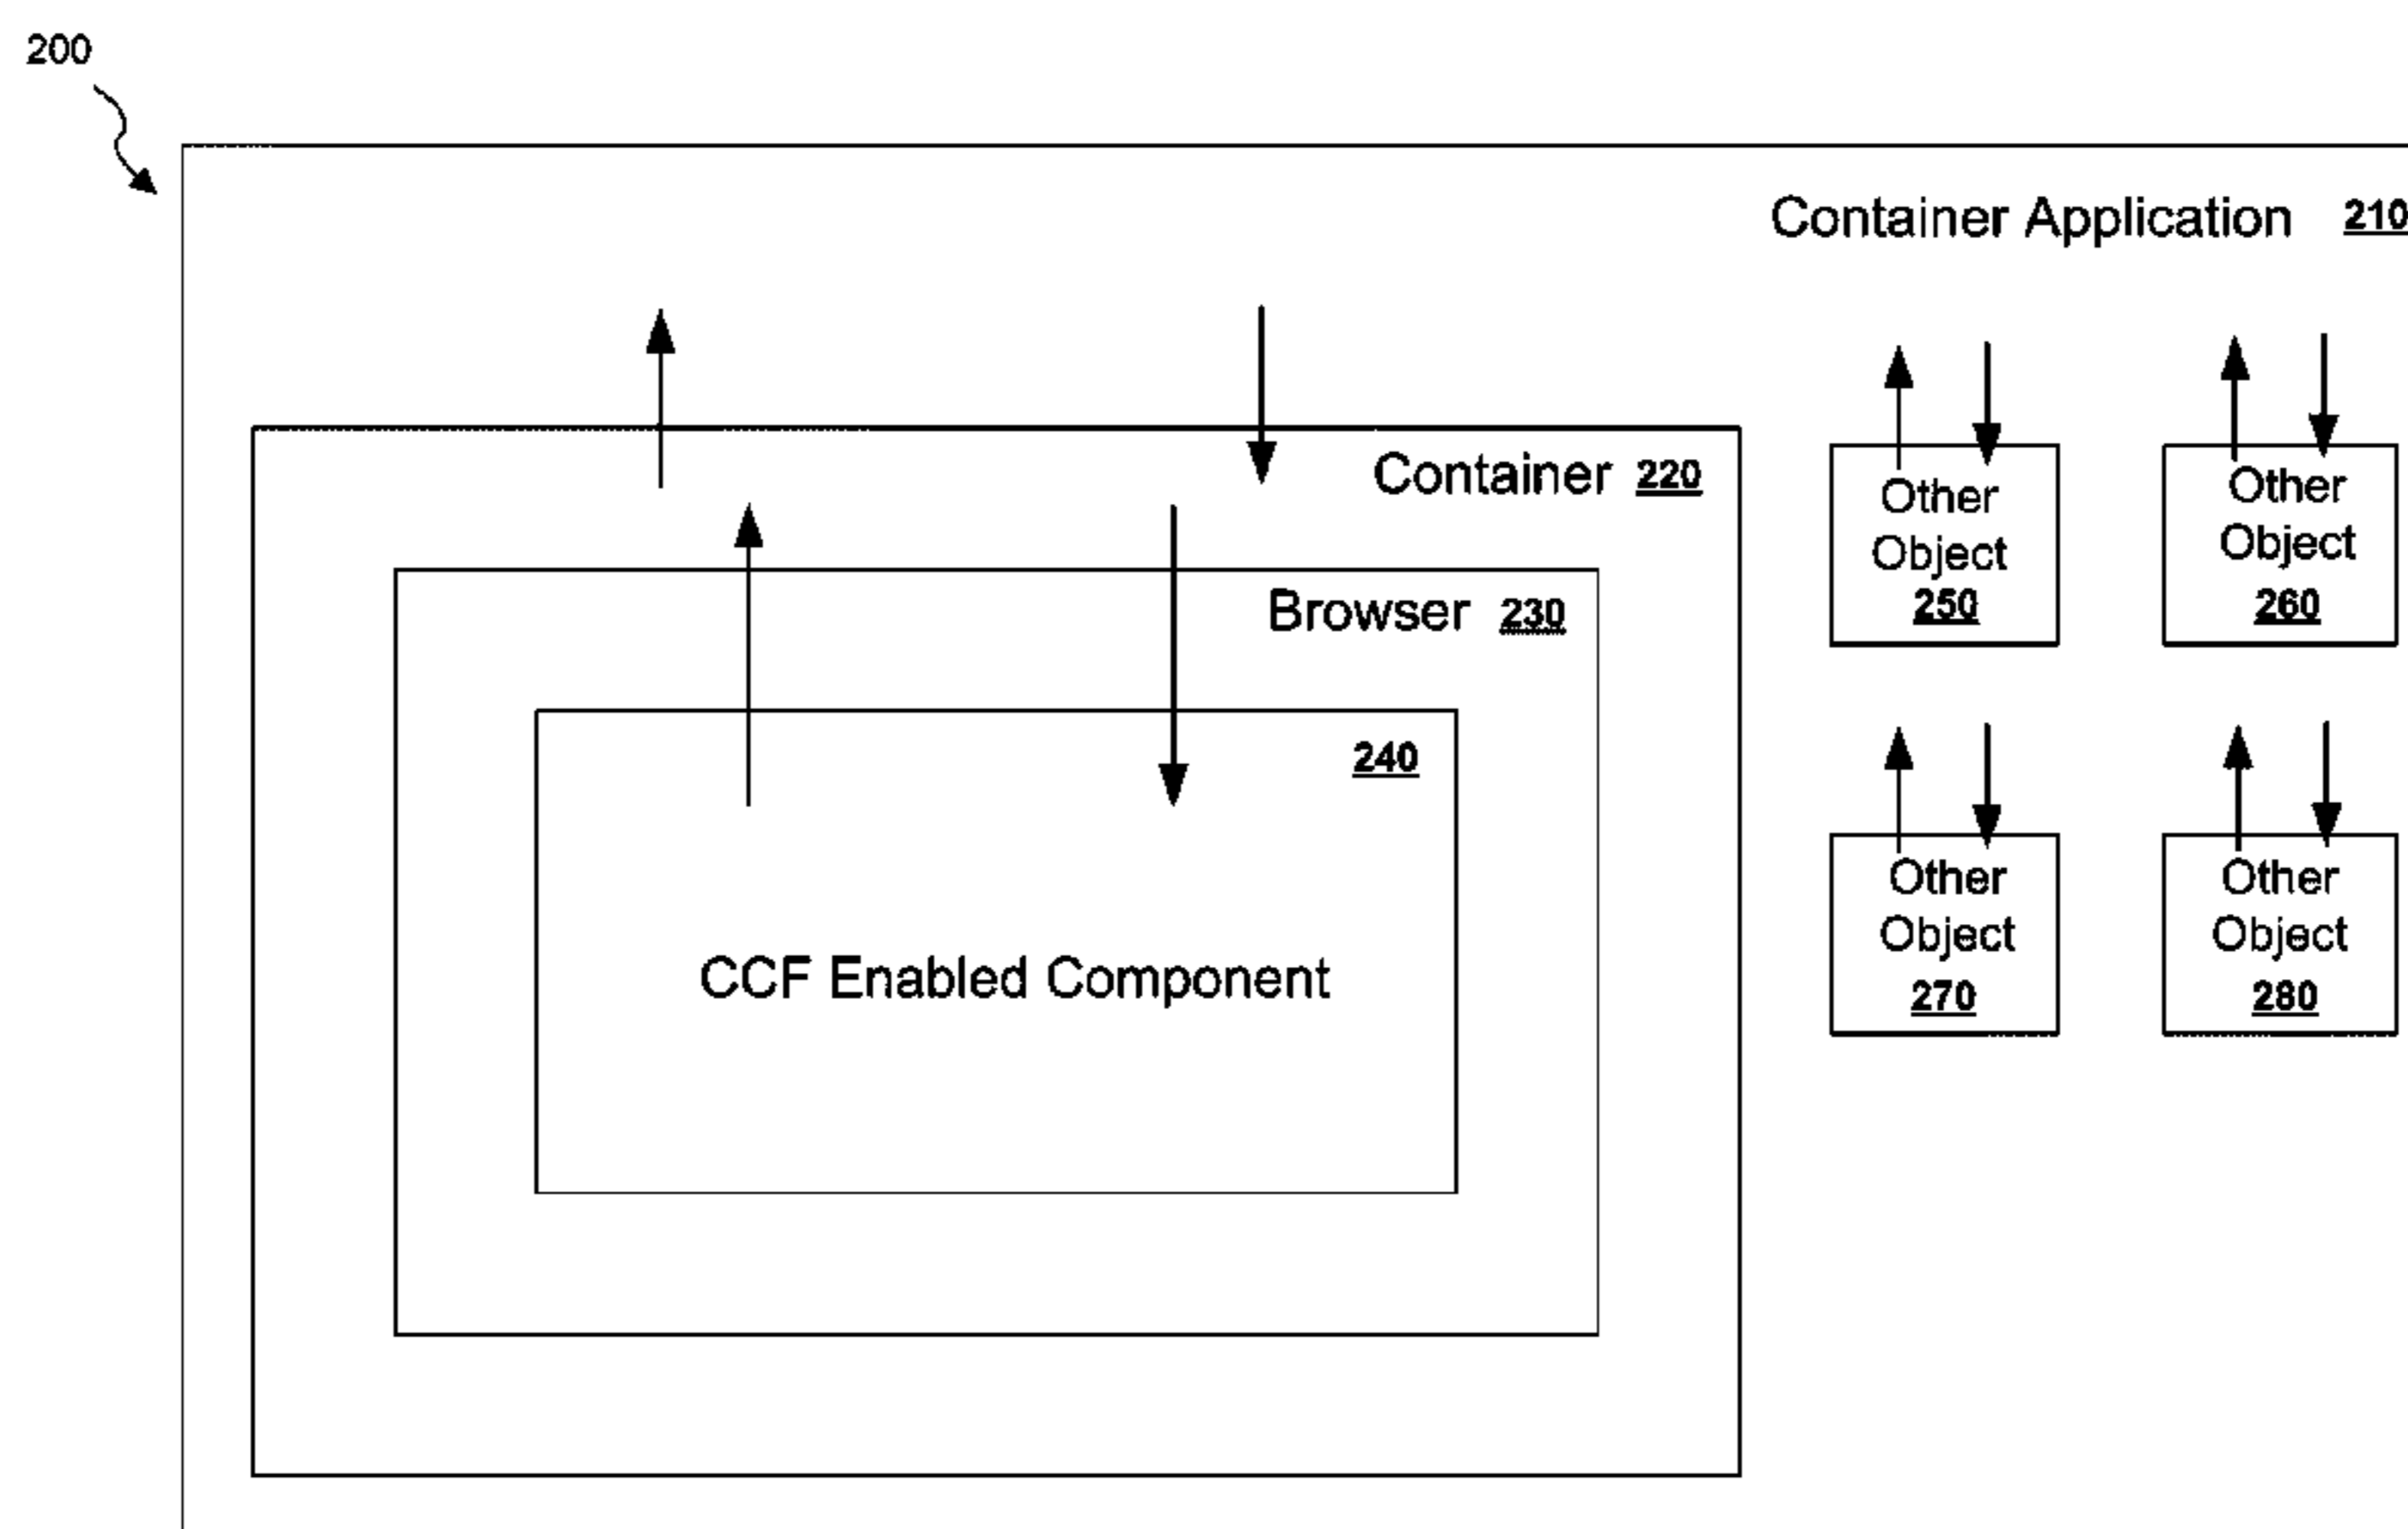 200
Container Application 210
Container 220
Browser 230
240
CCF Enabled Component
Other
Object
250
Other
Object
260
Other
Object
270
Other
Object
280